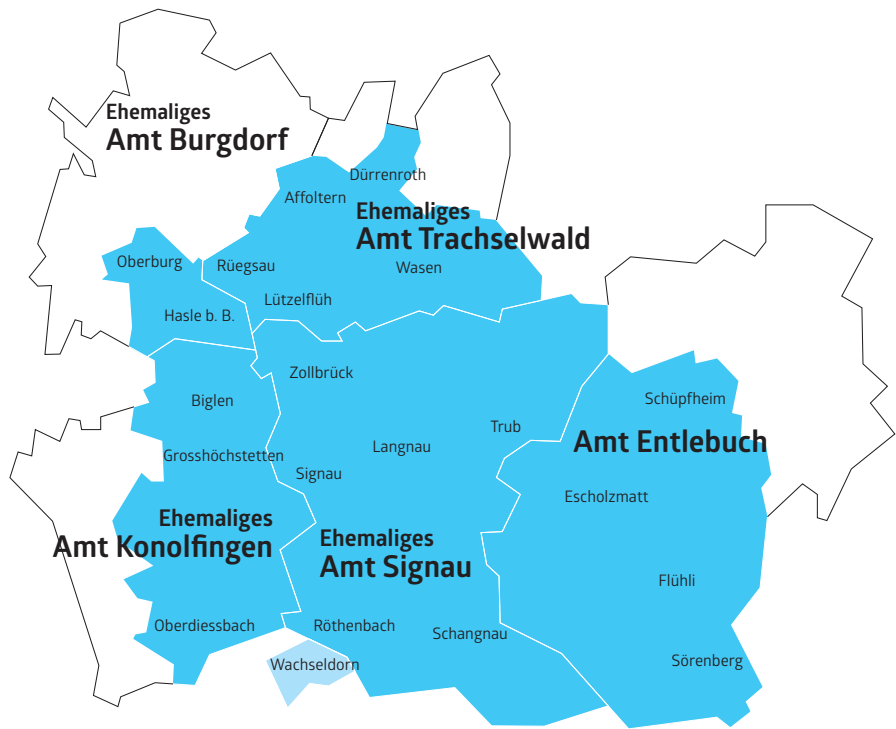 Ehemaliges
Amt Burgdorf
Dürrenroth
Affoltern
Ehemaliges
Amt Trachselwald
Oberburg
Rüegsau
Wasen
Lützelflüh
Hasle b. B.
Zollbrück
Biglen
Schüpfheim
Trub
Langnau
Amt Entlebuch
Grosshöchstetten
Signau
Escholzmatt
Ehemaliges
Amt Konolfingen
Ehemaliges
Amt Signau
Flühli
Oberdiessbach
Röthenbach
Schangnau
Wachseldorn
Sörenberg